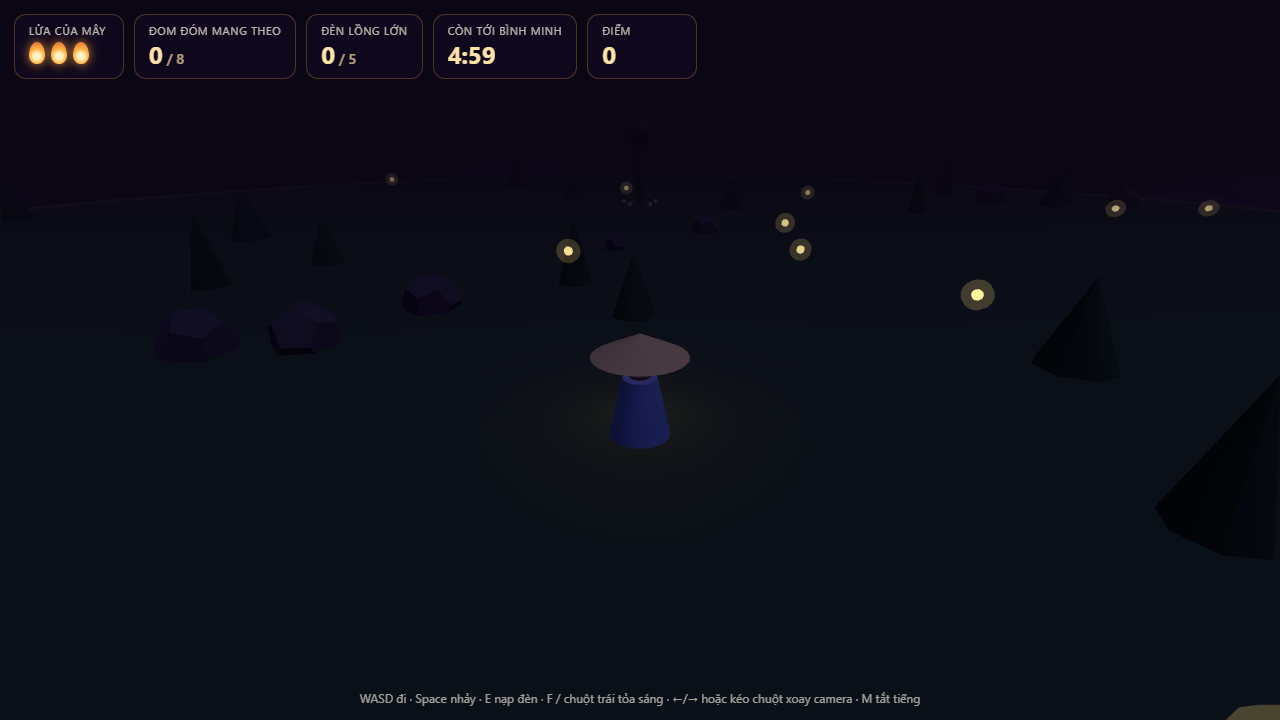 LỬA CỦA MÂY
ĐOM ĐÓM MANG THEO
0 / 8
ĐÈN LỒNG LỚN
0 / 5
CÒN TỚI BÌNH MINH
4:59
ĐIỂM
0
WASD đi · Space nhảy · E nạp đèn · F / chuột trái tỏa sáng · ←/→ hoặc kéo chuột xoay camera · M tắt tiếng